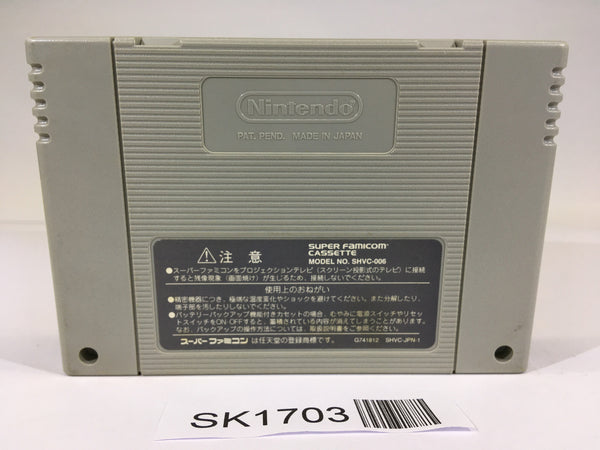 Nintendo
PAT. PEND. MADE IN JAPAN
注 意
SUPER FAMICOM
CASSETTE
MODEL NO. SHVC-006
●スーパーファミコンをプロジェクションテレビ(スクリーン投影式のテレビ)に接続
すると残像現象(画面焼け)が生じるため、接続しないでください。
使用上のおねがい
●精密機器につき、極端な温度変化やショックを避けてください。また分解したり、
端子部を汚したりしないでください。
●バッテリーバックアップ機能付きカセットの場合、むやみに電源スイッチやリセッ
トスイッチをON・OFFすると、蓄積されている内容が消えてしまうことがあります。
なお、バックアップの操作方法については、取扱説明書をご参照ください。
スーパーファミコンは任天堂の登録商標です。 G741812 SHVC-JPN-1
SK1703